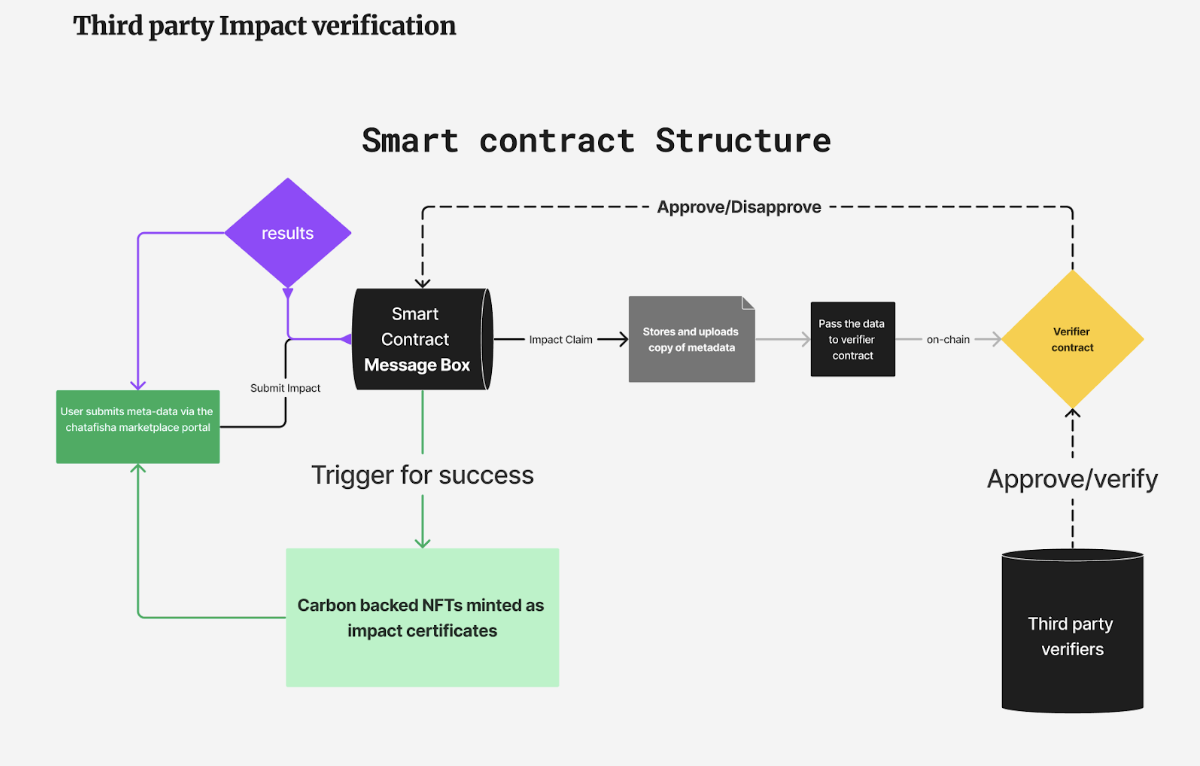 Third party Impact verification
Smart contract Structure
Approve/Disapprove
results
Smart
Contract
Message Box
Impact Claim
Stores and uploads
copy of metadata
Pass the data
to verifier
contract
on-chain
Verifier
contract
Submit Impact
User submits meta-data via the
chatafisha marketplace portal
Trigger for success
Approve/verify
Carbon backed NFTs minted as
impact certificates
Third party
verifiers